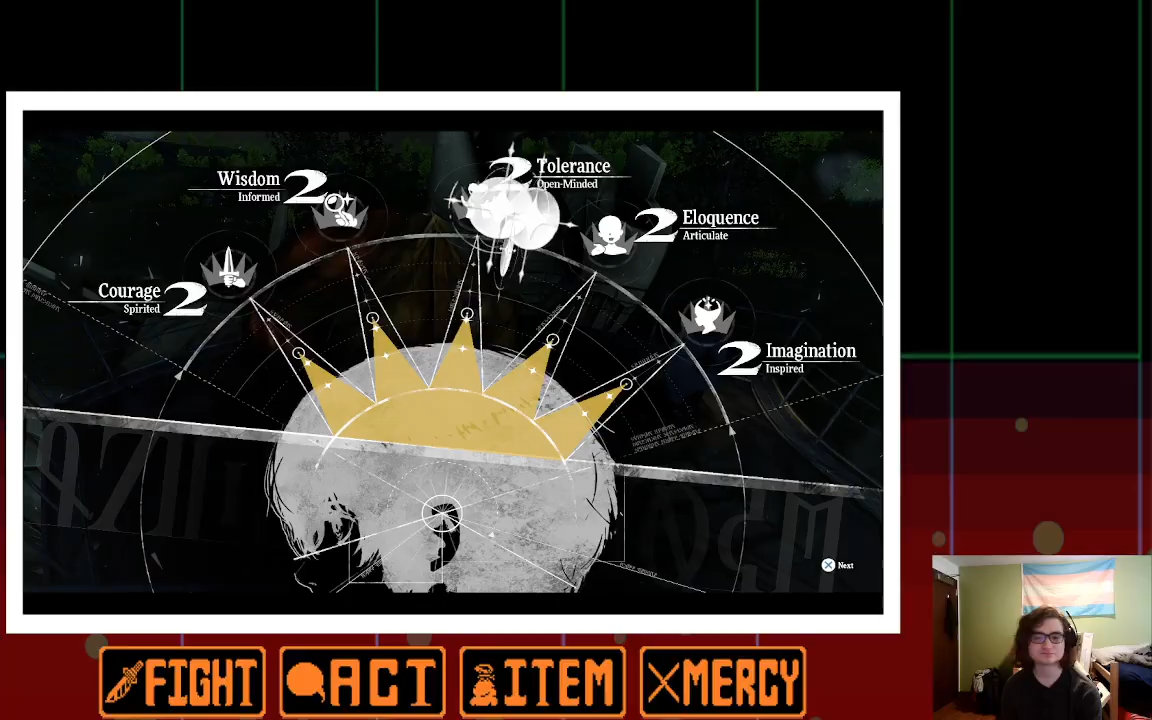 Wisdom 2
Informed
2 Tolerance
Open-Minded
2 Eloquence
Articulate
Courage 2
Spirited
2 Imagination
Inspired
Next
FIGHT
ACT
ITEM
MERCY